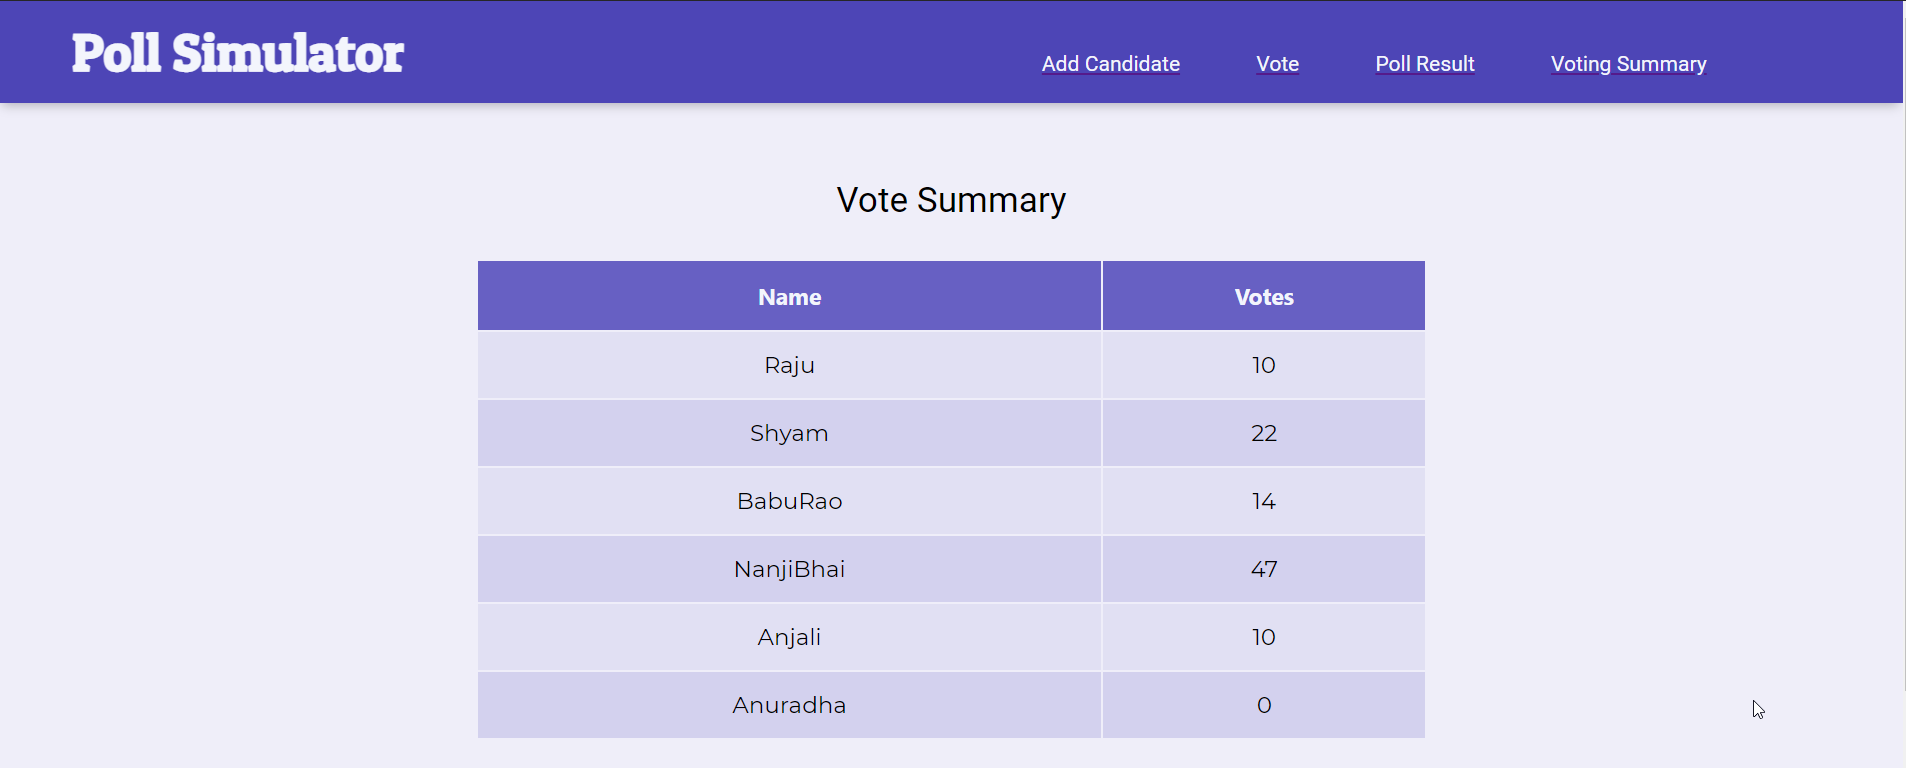 Poll Simulator
Add Candidate Vote Poll Result Voting Summary
Vote Summary
Name Votes
Raju 10
Shyam 22
BabuRao 14
NanjiBhai 47
Anjali 10
Anuradha 0